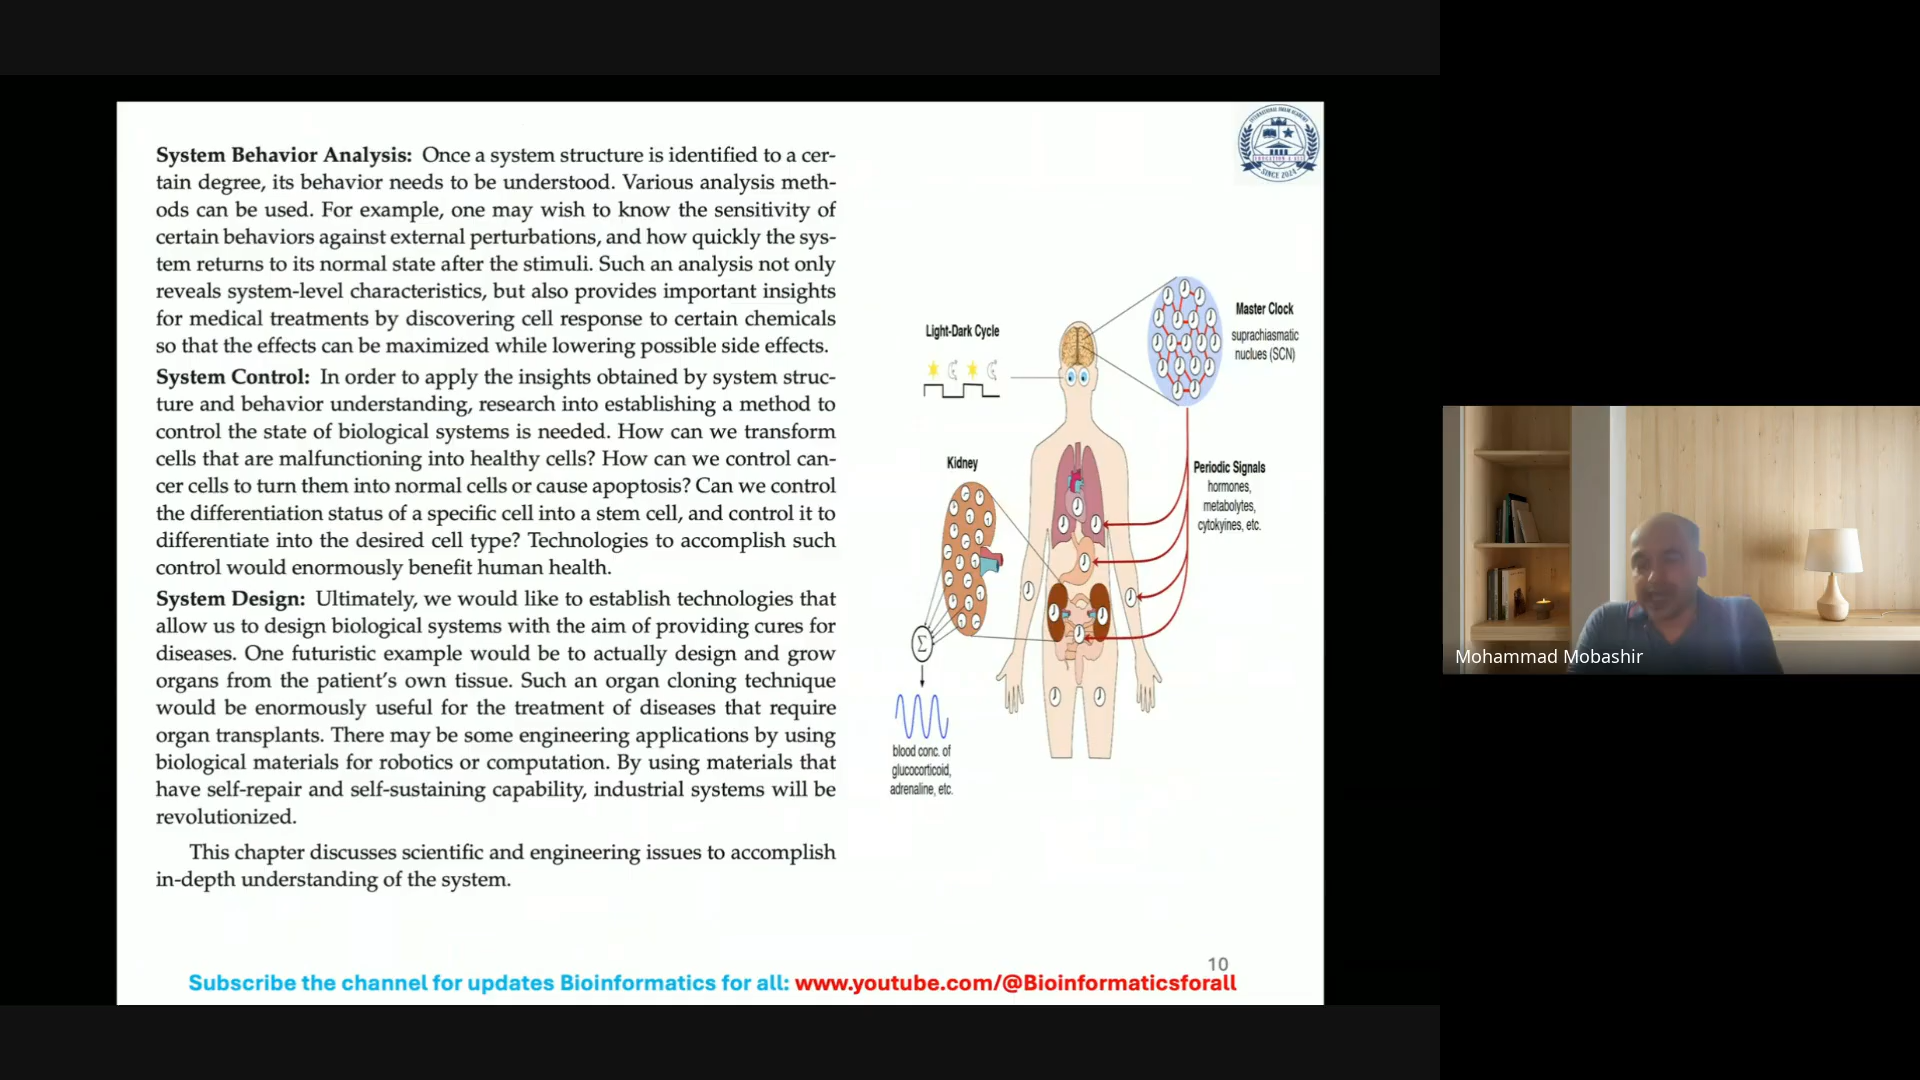 System Behavior Analysis: Once a system structure is identified to a cer-
tain degree, its behavior needs to be understood. Various analysis meth-
ods can be used. For example, one may wish to know the sensitivity of
certain behaviors against external perturbations, and how quickly the sys-
tem returns to its normal state after the stimuli. Such an analysis not only
reveals system-level characteristics, but also provides important insights
for medical treatments by discovering cell response to certain chemicals
so that the effects can be maximized while lowering possible side effects.
System Control: In order to apply the insights obtained by system struc-
ture and behavior understanding, research into establishing a method to
control the state of biological systems is needed. How can we transform
cells that are malfunctioning into healthy cells? How can we control can-
cer cells to turn them into normal cells or cause apoptosis? Can we control
the differentiation status of a specific cell into a stem cell, and control it to
differentiate into the desired cell type? Technologies to accomplish such
control would enormously benefit human health.
System Design: Ultimately, we would like to establish technologies that
allow us to design biological systems with the aim of providing cures for
diseases. One futuristic example would be to actually design and grow
organs from the patient's own tissue. Such an organ cloning technique
would be enormously useful for the treatment of diseases that require
organ transplants. There may be some engineering applications by using
biological materials for robotics or computation. By using materials that
have self-repair and self-sustaining capability, industrial systems will be
revolutionized.
This chapter discusses scientific and engineering issues to accomplish
in-depth understanding of the system.
Light-Dark Cycle
Master Clock
suprachiasmatic
nuclues (SCN)
Kidney
Periodic Signals
hormones,
metabolytes,
cytokyines, etc.
Σ
blood conc. of
glucocorticoid,
adrenaline, etc.
SINCE 2024
10
Subscribe the channel for updates Bioinformatics for all: www.youtube.com/@Bioinformaticsforall
Mohammad Mobashir